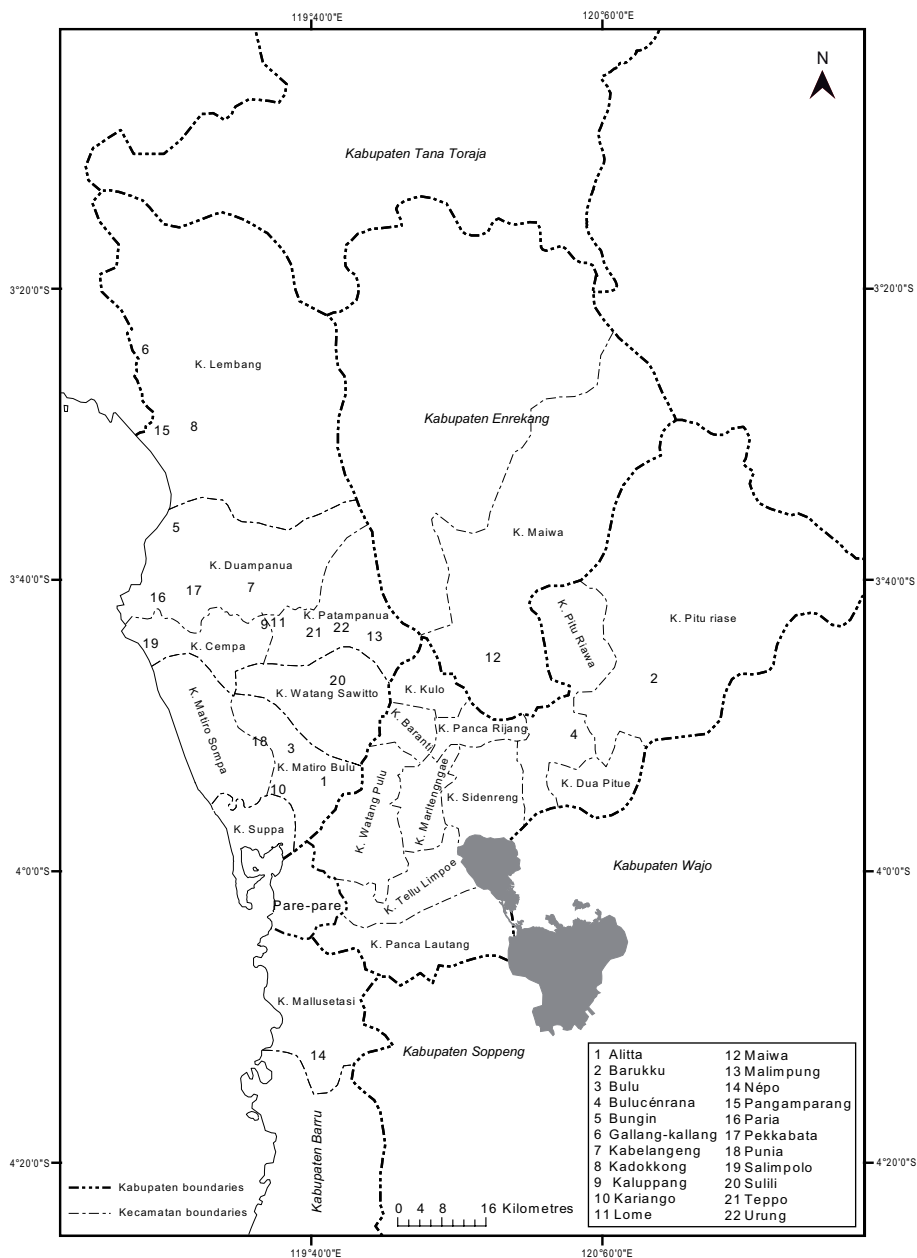 119°40'0"E
120°60'0"E
N
Kabupaten Tana Toraja
3°20'0"S
3°20'0"S
6
K. Lembang
Kabupaten Enrekang
15
8
5
K. Maiwa
K. Duampanua
3°40'0"S
3°40'0"S
7
17
16
K. Patampanua
K. Pitu riase
K. Pitu Riawa
9
11
21
22
13
19
K. Cempa
12
2
20
K. Watang Sawitto
K. Kulo
K. Matiro Sompa
K. Baranti
K. Panca Rijang
4
18
3
K. Matiro Bulu
1
10
K. Watang Pulu
K. Maritengngae
K. Sidenreng
K. Dua Pitue
K. Suppa
4°0'0"S
4°0'0"S
Kabupaten Wajo
K. Tellu Limpoe
Pare-pare
K. Panca Lautang
K. Mallusetasi
14
Kabupaten Soppeng
Kabupaten Barru
1 Alitta
2 Barukku
3 Bulu
4 Bulucénrana
5 Bungin
6 Gallang-kallang
7 Kabelangeng
8 Kadokkong
9 Kaluppang
10 Kariango
11 Lome
12 Maiwa
13 Malimpung
14 Népo
15 Pangamparang
16 Paria
17 Pekkabata
18 Punia
19 Salimpolo
20 Sulili
21 Teppo
22 Urung
4°20'0"S
4°20'0"S
Kabupaten boundaries
Kecamatan boundaries
0 4 8 16 Kilometres
119°40'0"E
120°60'0"E